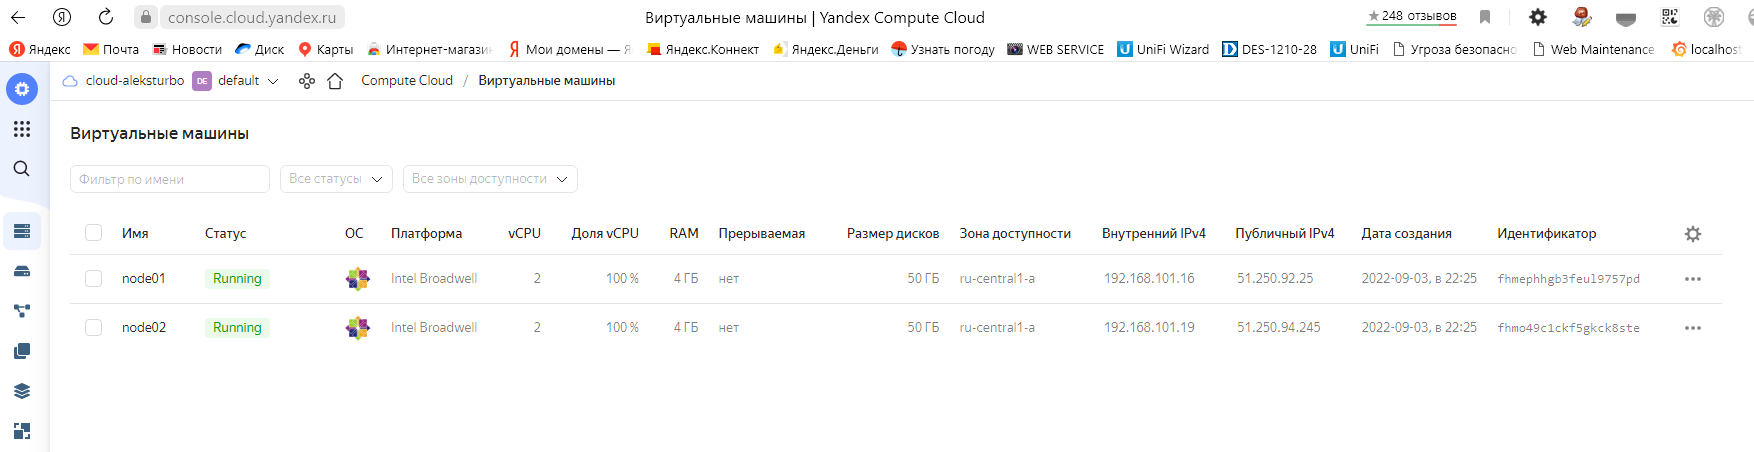 Я console.cloud.yandex.ru Виртуальные машины | Yandex Compute Cloud ★248 отзывов
Яндекс Почта Новости Диск Карты Интернет-магазин Мои домены — Я Яндекс.Коннект Яндекс.Деньги Узнать погоду WEB SERVICE UniFi Wizard DES-1210-28 UniFi Угроза безопасно Web Maintenance localhost
cloud-aleksturbo DE default Compute Cloud / Виртуальные машины
Виртуальные машины
Фильтр по имени Все статусы Все зоны доступности
Имя Статус ОС Платформа vCPU Доля vCPU RAM Прерываемая Размер дисков Зона доступности Внутренний IPv4 Публичный IPv4 Дата создания Идентификатор
node01 Running Intel Broadwell 2 100 % 4 ГБ нет 50 ГБ ru-central1-a 192.168.101.16 51.250.92.25 2022-09-03, в 22:25 fhmephhgb3feul9757pd
node02 Running Intel Broadwell 2 100 % 4 ГБ нет 50 ГБ ru-central1-a 192.168.101.19 51.250.94.245 2022-09-03, в 22:25 fhmo49c1ckf5gkck8ste